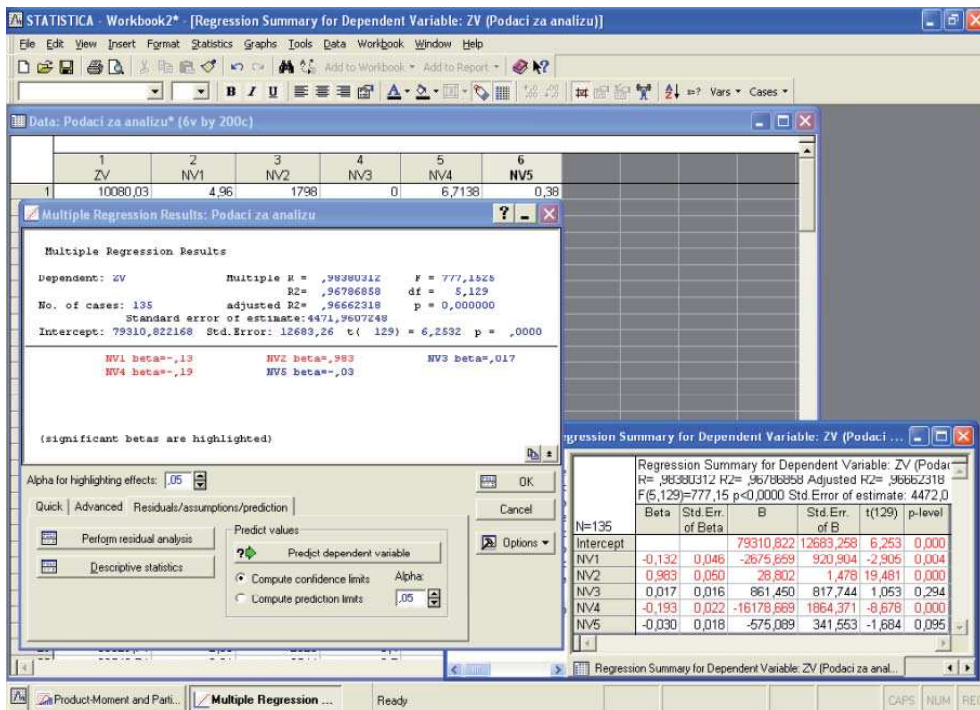 STATISTICA - Workbook2* - [Regression Summary for Dependent Variable: ZV (Podaci za analizu)]
File Edit View Insert Format Statistics Graphs Tools Data Workbook Window Help
Add to Workbook Add to Report
B I U Vars Cases
Data: Podaci za analizu* (6v by 200c)
1 2 3 4 5 6
ZV NV1 NV2 NV3 NV4 NV5
1 10080,03 4,96 1798 0 6,7138 0,38
Multiple Regression Results: Podaci za analizu
Multiple Regression Results
Dependent: ZV Multiple R = ,98380312 F = 777,1525
R2= ,96786858 df = 5,129
No. of cases: 135 adjusted R2= ,96662318 p = 0,000000
Standard error of estimate:4471,9607248
Intercept: 79310,822168 Std.Error: 12683,26 t( 129) = 6,2532 p = ,0000
NV1 beta=-,13 NV2 beta=,983 NV3 beta=,017
NV4 beta=-,19 NV5 beta=-,03
(significant betas are highlighted)
Alpha for highlighting effects: ,05
OK
Quick Advanced Residuals/assumptions/prediction
Cancel
Perform residual analysis
Descriptive statistics
Predict values
Predict dependent variable
Compute confidence limits
Compute prediction limits
Alpha:
,05
Options
gression Summary for Dependent Variable: ZV (Podaci ...
Regression Summary for Dependent Variable: ZV (Podac
R= ,98380312 R2= ,96786858 Adjusted R2= ,96662318
F(5,129)=777,15 p<0,0000 Std.Error of estimate: 4472,0
Beta Std.Err. B Std.Err. t(129) p-level
N=135 of Beta of B
Intercept 79310,822 12683,258 6,253 0,000
NV1 -0,132 0,046 -2675,659 920,904 -2,905 0,004
NV2 0,983 0,050 28,802 1,478 19,481 0,000
NV3 0,017 0,016 861,450 817,744 1,053 0,294
NV4 -0,193 0,022 -16178,669 1864,371 -8,678 0,000
NV5 -0,030 0,018 -575,089 341,553 -1,684 0,095
Regression Summary for Dependent Variable: ZV (Podaci za anal...
Product-Moment and Parti... Multiple Regression ... Ready CAPS NUM REC